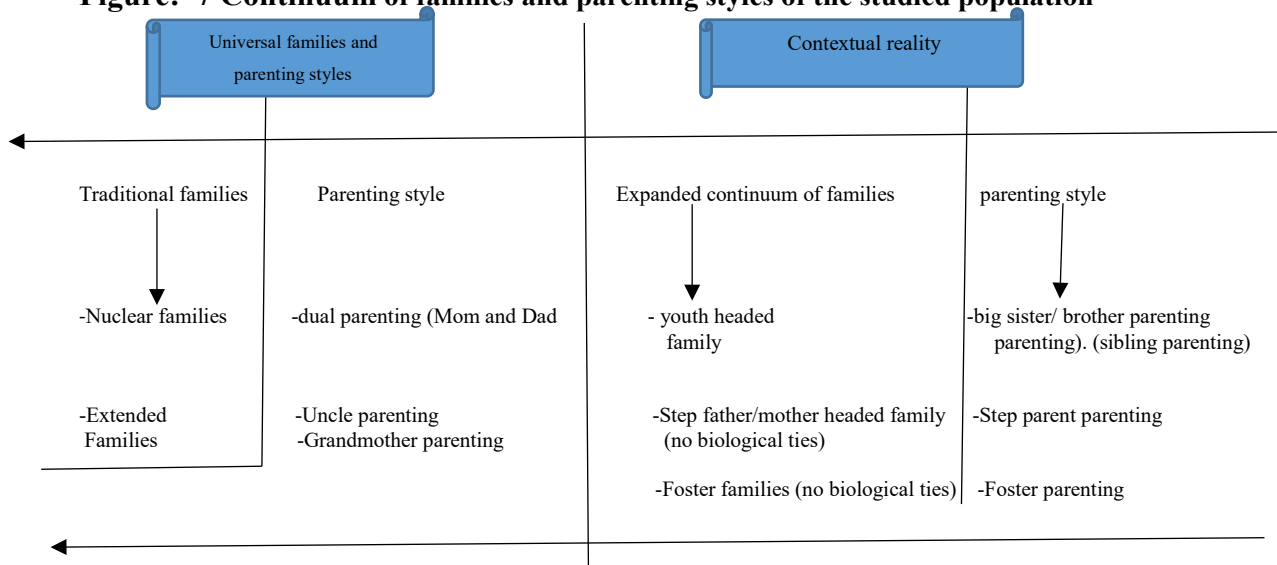 Figure: 7 Continuum of families and parenting styles of the studied population
Universal families and
parenting styles
Contextual reality
Traditional families Parenting style Expanded continuum of families parenting style
-Nuclear families -dual parenting (Mom and Dad - youth headed -big sister/ brother parenting
family parenting). (sibling parenting)
-Extended -Uncle parenting -Step father/mother headed family -Step parent parenting
Families -Grandmother parenting (no biological ties)
-Foster families (no biological ties) -Foster parenting